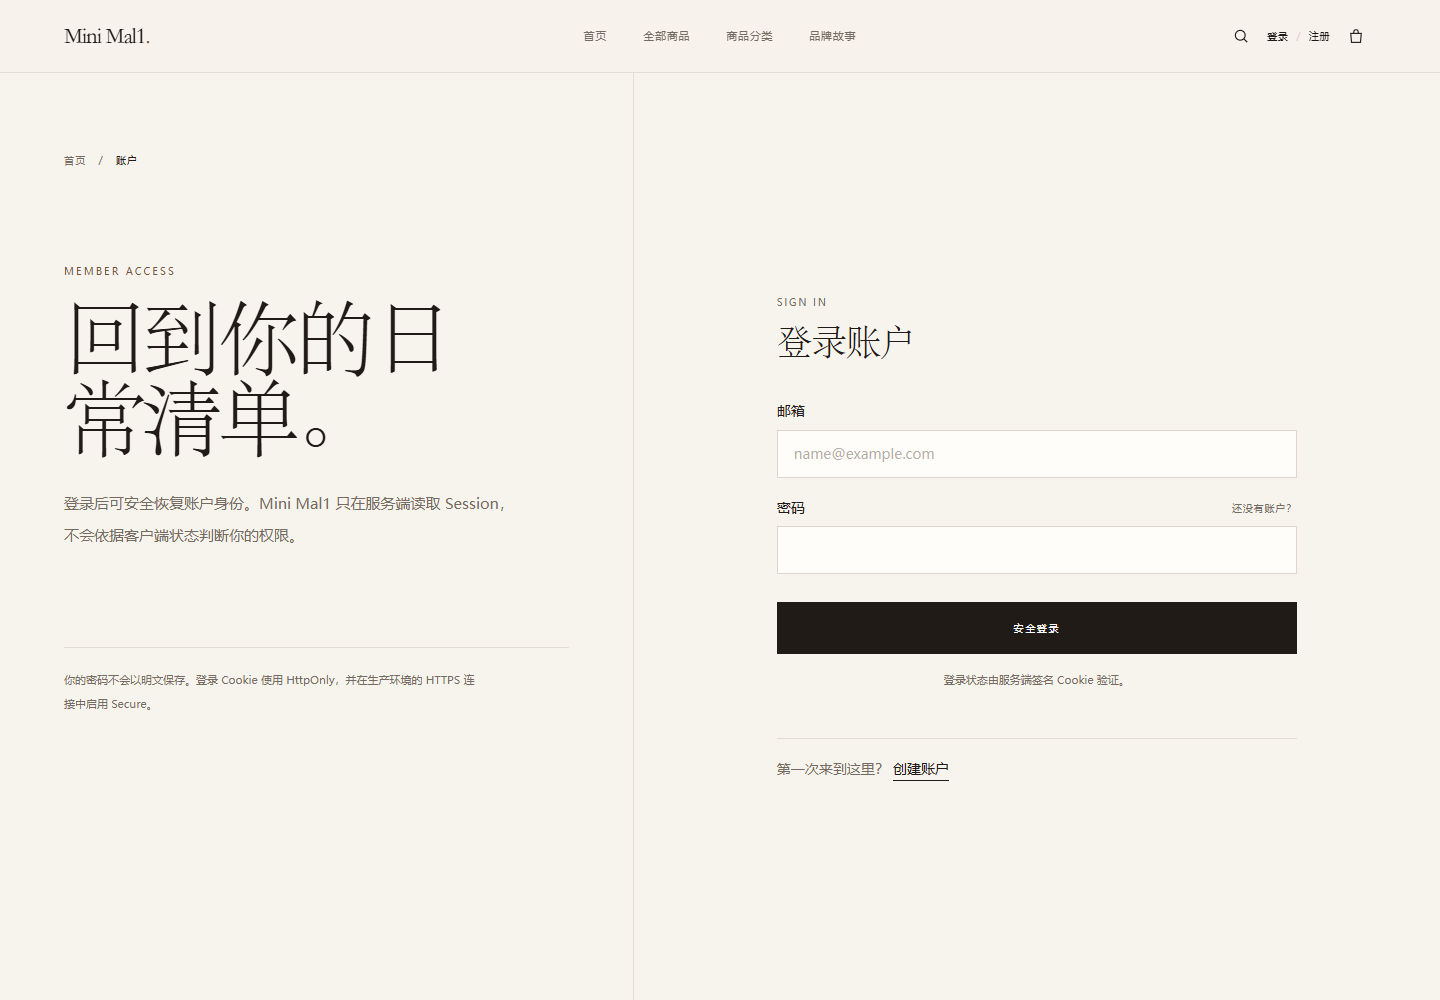 Mini Mal1.
首页 全部商品 商品分类 品牌故事
登录 / 注册
首页 / 账户
MEMBER ACCESS
回到你的日
常清单。
登录后可安全恢复账户身份。Mini Mal1 只在服务端读取 Session，
不会依据客户端状态判断你的权限。
你的密码不会以明文保存。登录 Cookie 使用 HttpOnly，并在生产环境的 HTTPS 连
接中启用 Secure。
SIGN IN
登录账户
邮箱
name@example.com
密码 还没有账户？
安全登录
登录状态由服务端签名 Cookie 验证。
第一次来到这里？ 创建账户